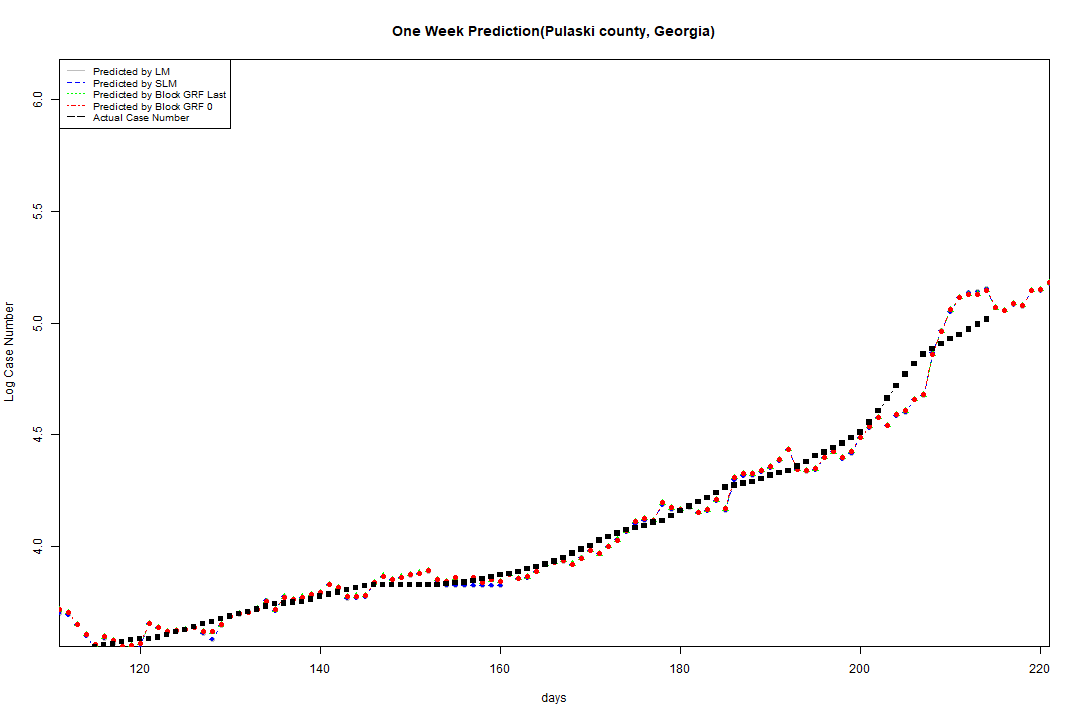 One Week Prediction(Pulaski county, Georgia)
Predicted by LM
Predicted by SLM
Predicted by Block GRF Last
Predicted by Block GRF 0
Actual Case Number
6.0
5.5
5.0
4.5
4.0
Log Case Number
120 140 160 180 200 220
days